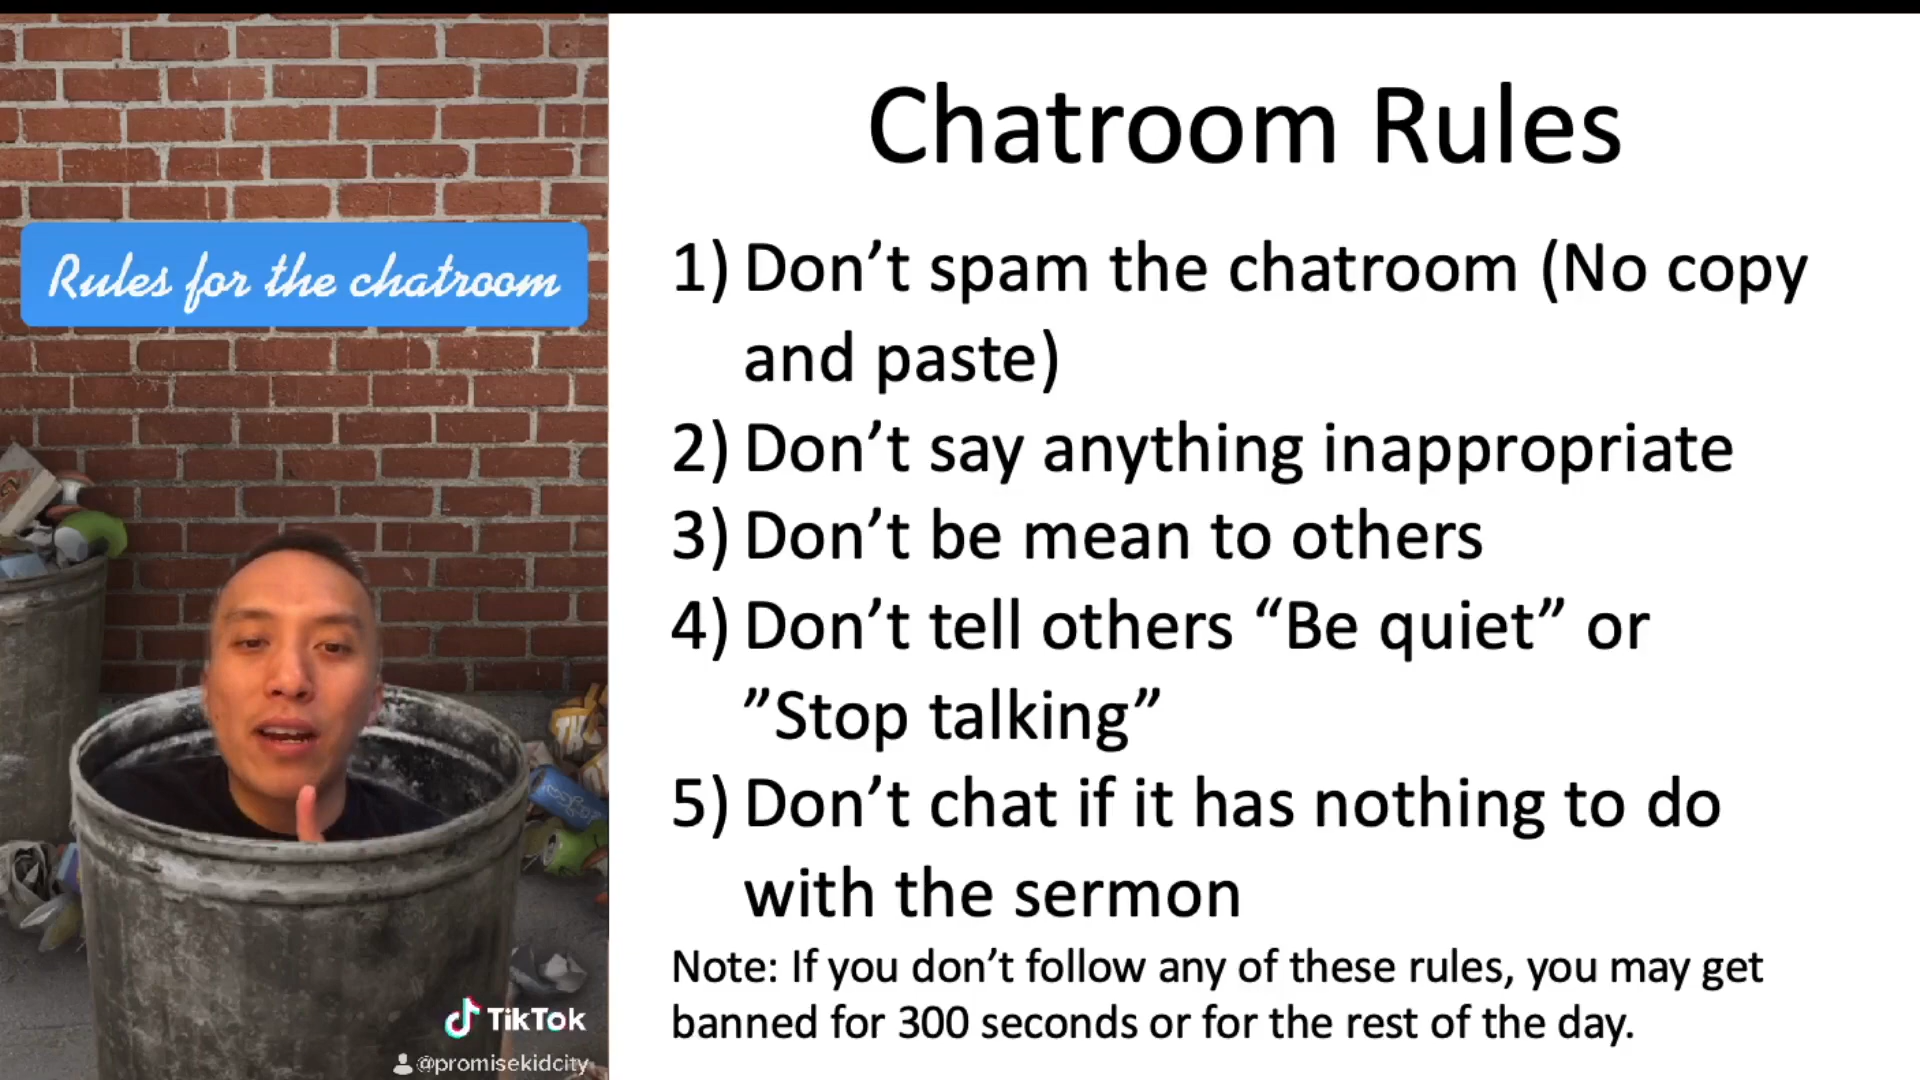 Rules for the chatroom
TikTok
@promisekidcity
Chatroom Rules
1) Don’t spam the chatroom (No copy
and paste)
2) Don’t say anything inappropriate
3) Don’t be mean to others
4) Don’t tell others “Be quiet” or
”Stop talking”
5) Don’t chat if it has nothing to do
with the sermon
Note: If you don’t follow any of these rules, you may get
banned for 300 seconds or for the rest of the day.